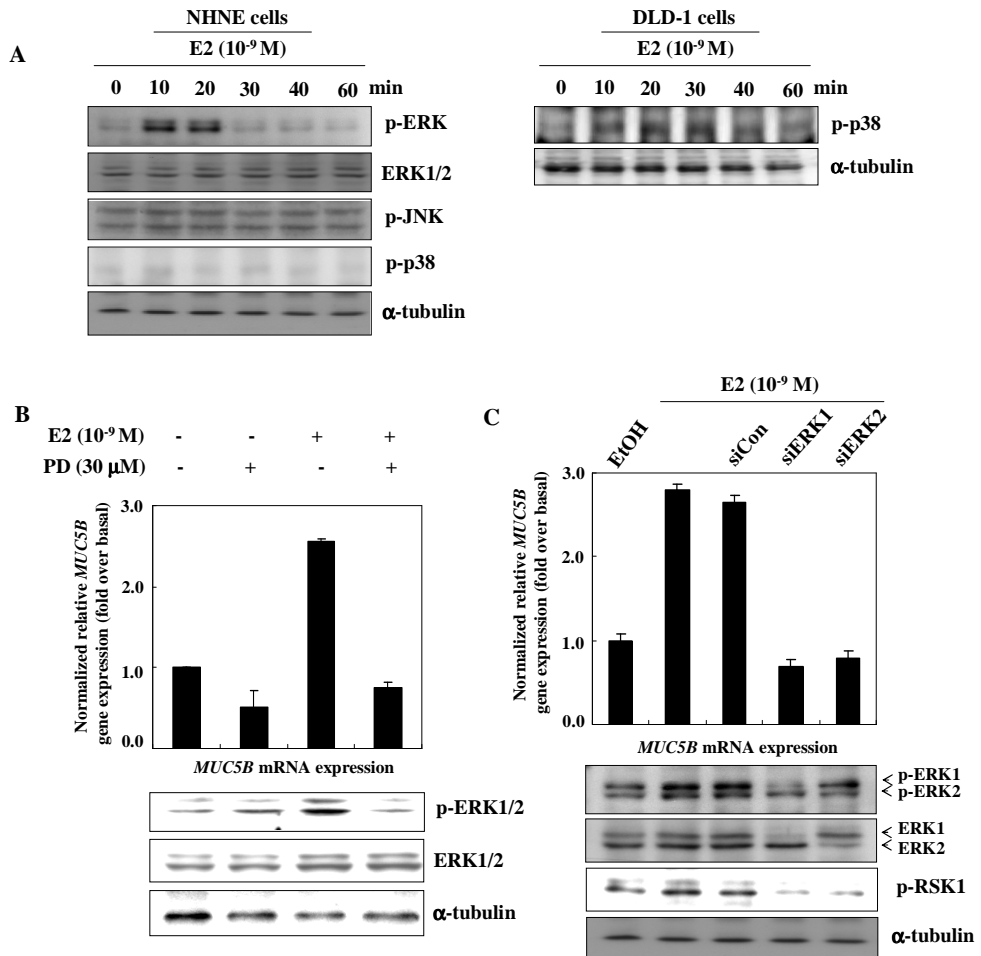 A
NHNE cells
E2 (10-9 M)
0 10 20 30 40 60 min
p-ERK
ERK1/2
p-JNK
p-p38
α-tubulin
DLD-1 cells
E2 (10-9 M)
0 10 20 30 40 60 min
p-p38
α-tubulin
B
E2 (10-9 M) - - + +
PD (30 μM) - + - +
Normalized relative MUC5B
gene expression (fold over basal)
3.0
2.0
1.0
0.0
MUC5B mRNA expression
p-ERK1/2
ERK1/2
α-tubulin
C
E2 (10-9 M)
EtOH siCon siERK1 siERK2
Normalized relative MUC5B
gene expression (fold over basal)
3.0
2.0
1.0
0.0
MUC5B mRNA expression
p-ERK1
p-ERK2
ERK1
ERK2
p-RSK1
α-tubulin